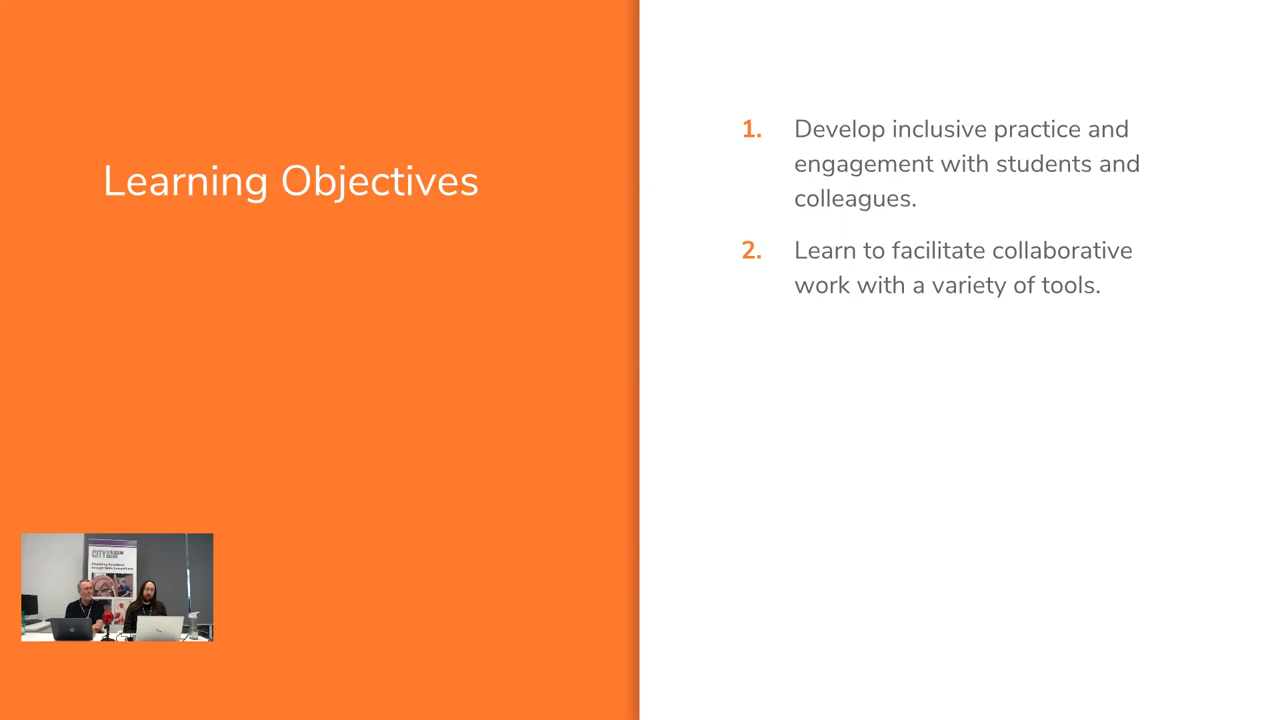 Learning Objectives
1. Develop inclusive practice and
engagement with students and
colleagues.
2. Learn to facilitate collaborative
work with a variety of tools.
CITY